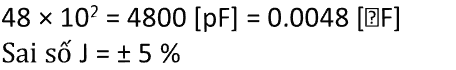 48 × 10² = 4800 [pF] = 0.0048 [F]
Sai số J = ± 5 %